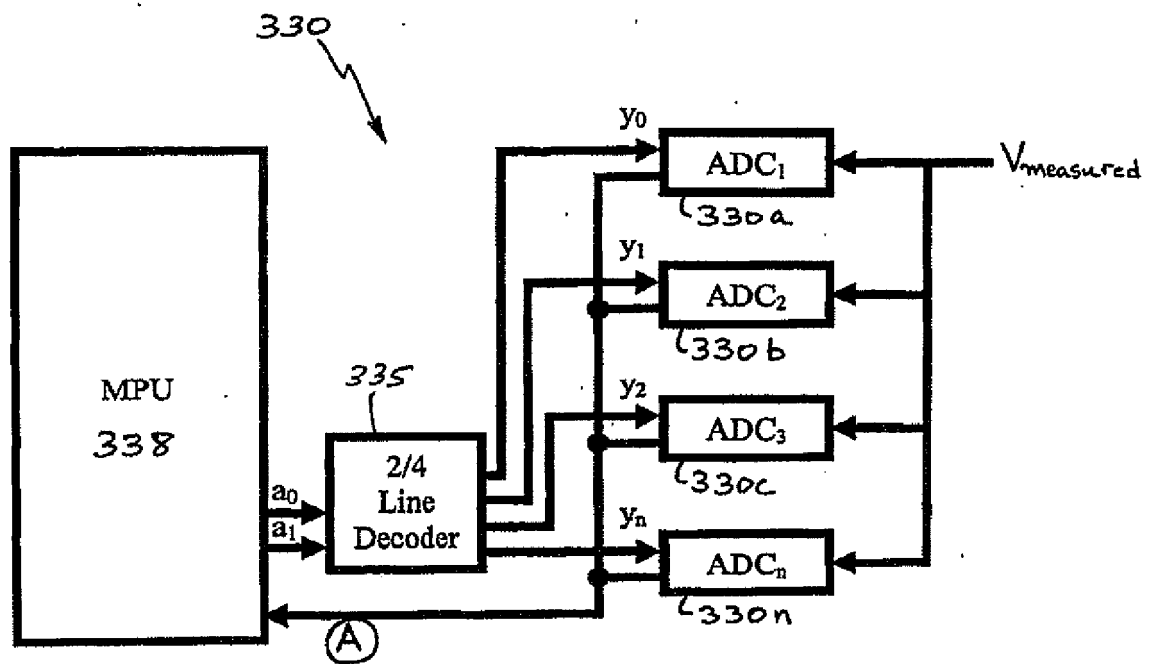 330
y₀
ADC₁
Vmeasured
330a
y₁
ADC₂
330b
MPU
338
335
y₂
ADC₃
330c
2/4
Line
Decoder
a₀
a₁
yₙ
ADCₙ
330n
A